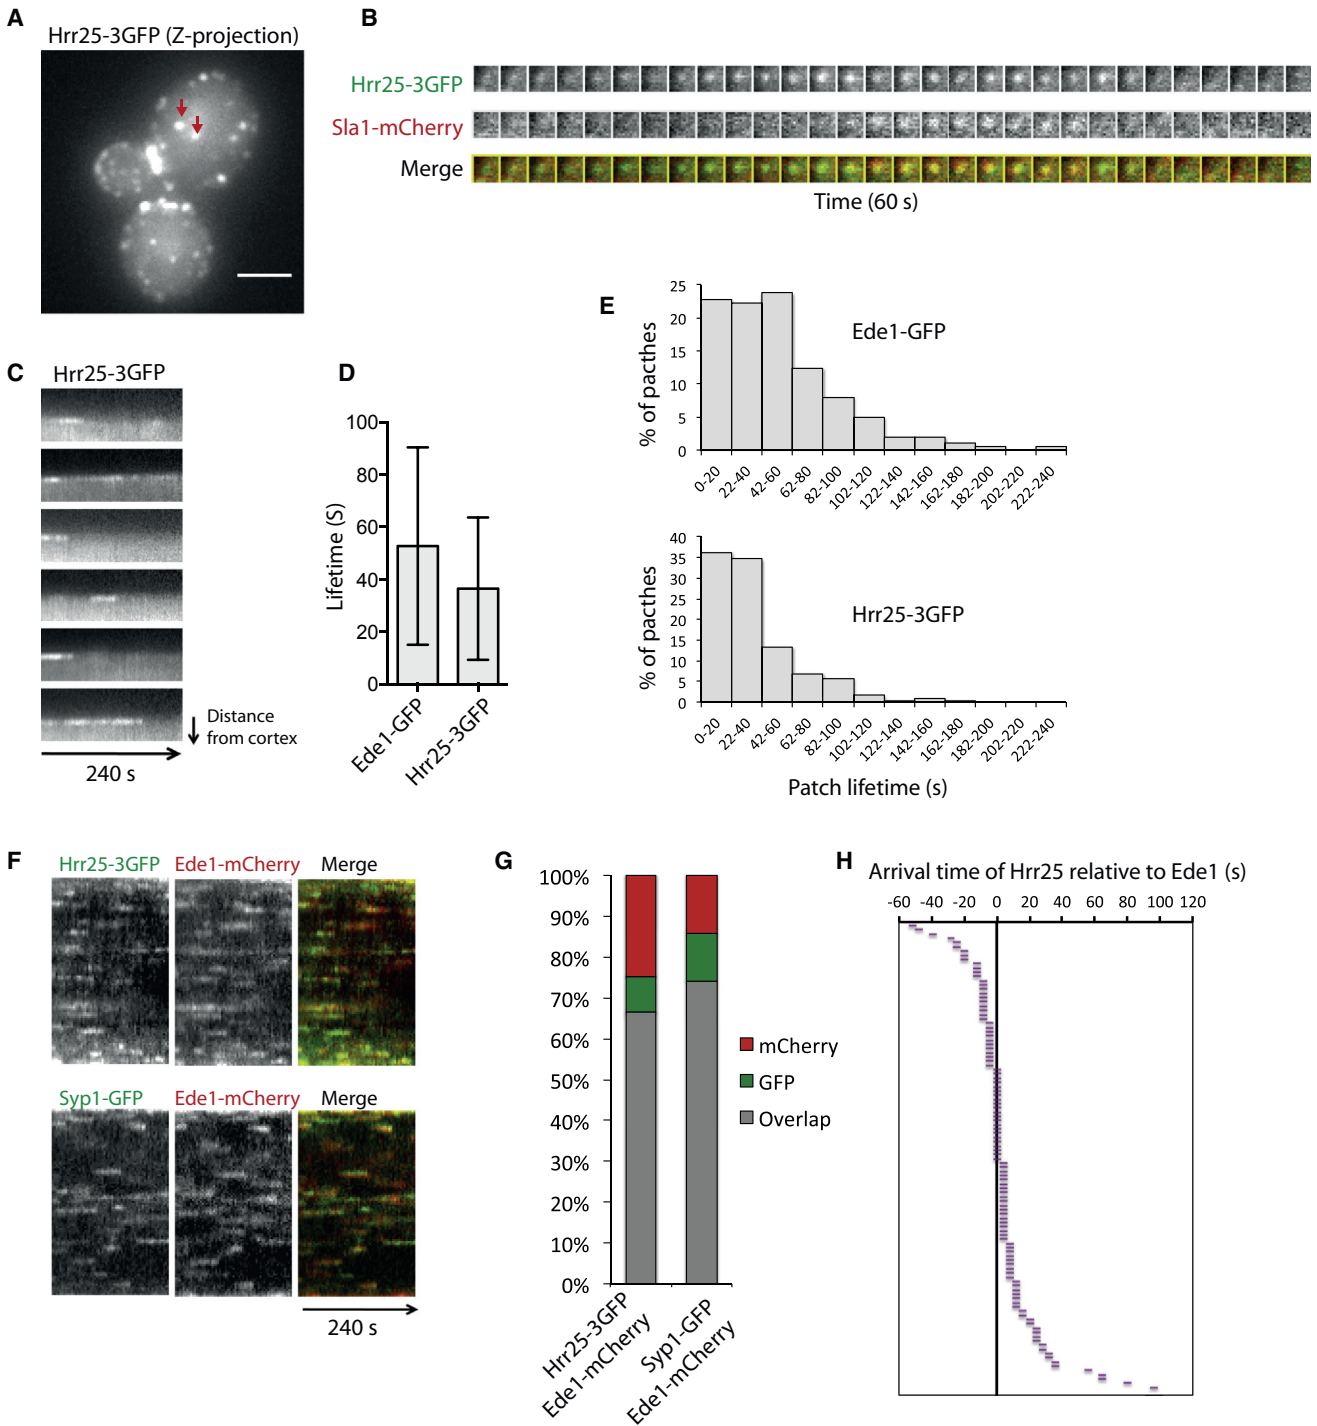 A
Hrr25-3GFP (Z-projection)
B
Hrr25-3GFP
Sla1-mCherry
Merge
Time (60 s)
C
Hrr25-3GFP
Distance
from cortex
240 s
D
Lifetime (S)
100
80
60
40
20
0
Ede1-GFP
Hrr25-3GFP
E
% of pacthes
25
20
15
10
5
0
Ede1-GFP
0-20
22-40
42-60
62-80
82-100
102-120
122-140
142-160
162-180
182-200
202-220
222-240
% of pacthes
40
35
30
25
20
15
10
5
0
Hrr25-3GFP
0-20
22-40
42-60
62-80
82-100
102-120
122-140
142-160
162-180
182-200
202-220
222-240
Patch lifetime (s)
F
Hrr25-3GFP Ede1-mCherry Merge
Syp1-GFP Ede1-mCherry Merge
240 s
G
100%
90%
80%
70%
60%
50%
40%
30%
20%
10%
0%
mCherry
GFP
Overlap
Hrr25-3GFP
Ede1-mCherry
Syp1-GFP
Ede1-mCherry
H
Arrival time of Hrr25 relative to Ede1 (s)
-60 -40 -20 0 20 40 60 80 100 120